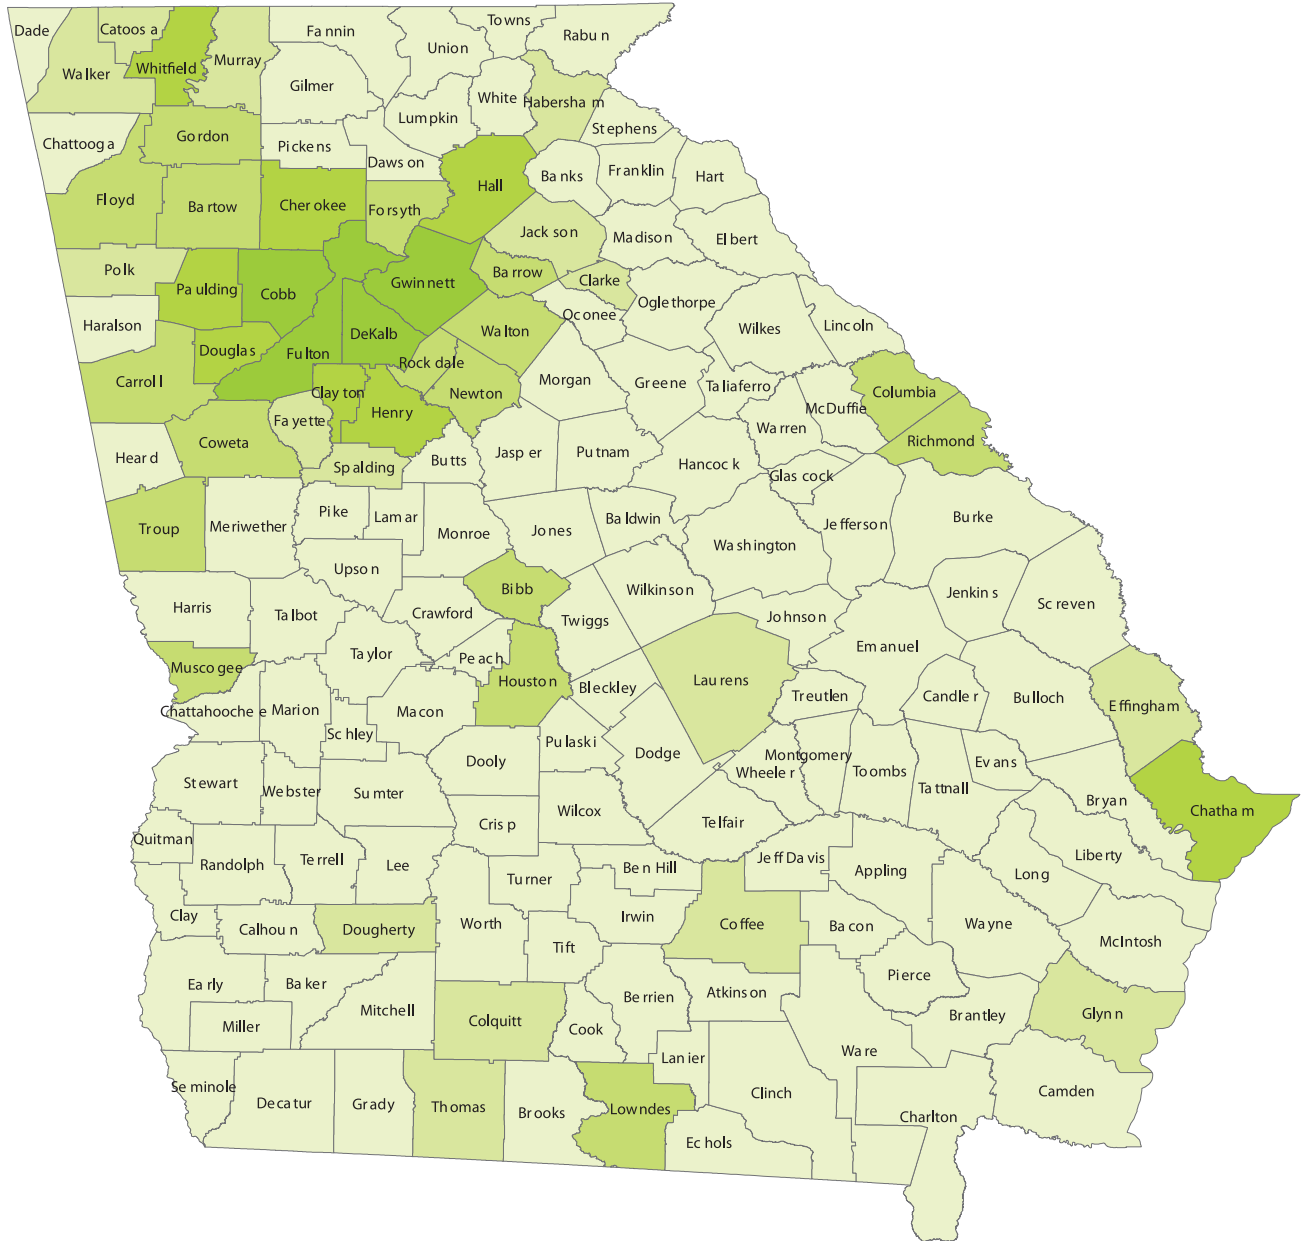 Dade
Catoosa
Fannin
Towns
Rabun
Union
Walker
Whitfield
Murray
Gilmer
White
Habersham
Lumpkin
Stephens
Chattooga
Gordon
Pickens
Dawson
Hall
Banks
Franklin
Hart
Floyd
Bartow
Cherokee
Forsyth
Jackson
Madison
Elbert
Polk
Paulding
Cobb
Gwinnett
Barrow
Clarke
Oglethorpe
Haralson
Douglas
Fulton
DeKalb
Walton
Oconee
Wilkes
Lincoln
Carroll
Clayton
Rockdale
Newton
Morgan
Greene
Taliaferro
McDuffie
Columbia
Henry
Fayette
Coweta
Heard
Spalding
Butts
Jasper
Putnam
Hancock
Warren
Glascock
Richmond
Troup
Meriwether
Pike
Lamar
Monroe
Jones
Baldwin
Washington
Jefferson
Burke
Upson
Bibb
Wilkinson
Jenkins
Screven
Harris
Talbot
Crawford
Twiggs
Johnson
Emanuel
Muscogee
Taylor
Peach
Houston
Bleckley
Laurens
Treutlen
Candler
Bulloch
Effingham
Chattahoochee
Marion
Schley
Macon
Pulaski
Dodge
Wheeler
Montgomery
Toombs
Tattnall
Evans
Bryan
Chatham
Stewart
Webster
Sumter
Dooly
Crisp
Wilcox
Telfair
Quitman
Randolph
Terrell
Lee
Turner
Ben Hill
Jeff Davis
Appling
Long
Liberty
Clay
Calhoun
Dougherty
Worth
Tift
Irwin
Coffee
Bacon
Wayne
McIntosh
Early
Baker
Mitchell
Miller
Colquitt
Cook
Berrien
Atkinson
Pierce
Brantley
Glynn
Seminole
Decatur
Grady
Thomas
Brooks
Lowndes
Lanier
Echols
Clinch
Ware
Charlton
Camden